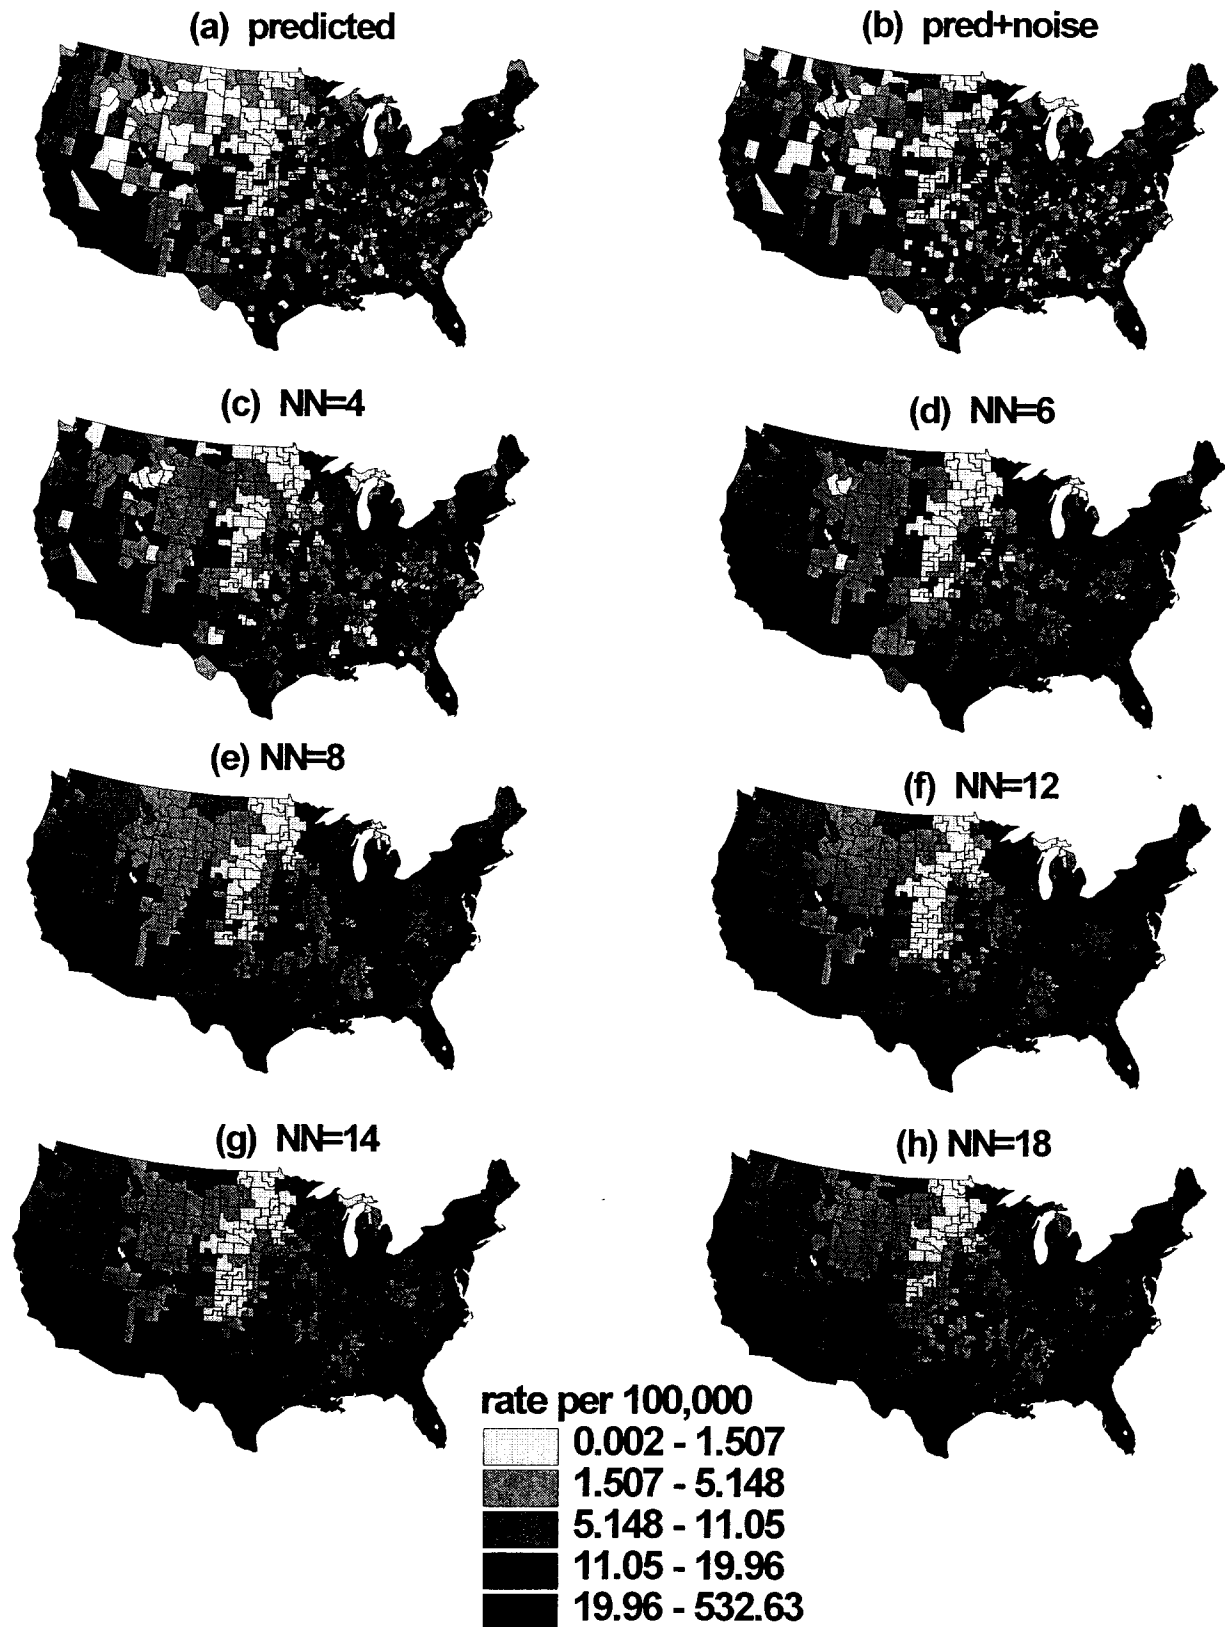 (a) predicted
(b) pred+noise
(c) NN=4
(d) NN=6
(e) NN=8
(f) NN=12
(g) NN=14
(h) NN=18
rate per 100,000
0.002 - 1.507
1.507 - 5.148
5.148 - 11.05
11.05 - 19.96
19.96 - 532.63